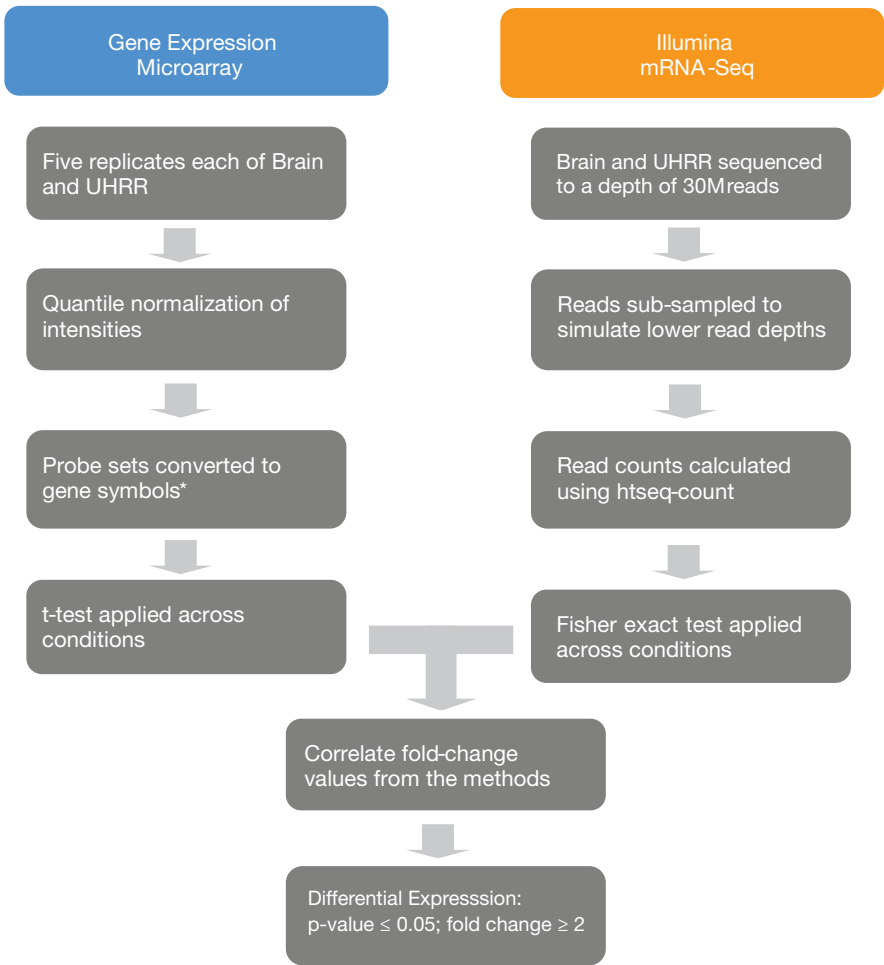 Gene Expression
Microarray
Five replicates each of Brain
and UHRR
Quantile normalization of
intensities
Probe sets converted to
gene symbols*
t-test applied across
conditions
Illumina
mRNA-Seq
Brain and UHRR sequenced
to a depth of 30M reads
Reads sub-sampled to
simulate lower read depths
Read counts calculated
using htseq-count
Fisher exact test applied
across conditions
Correlate fold-change
values from the methods
Differential Expresssion:
p-value ≤ 0.05; fold change ≥ 2